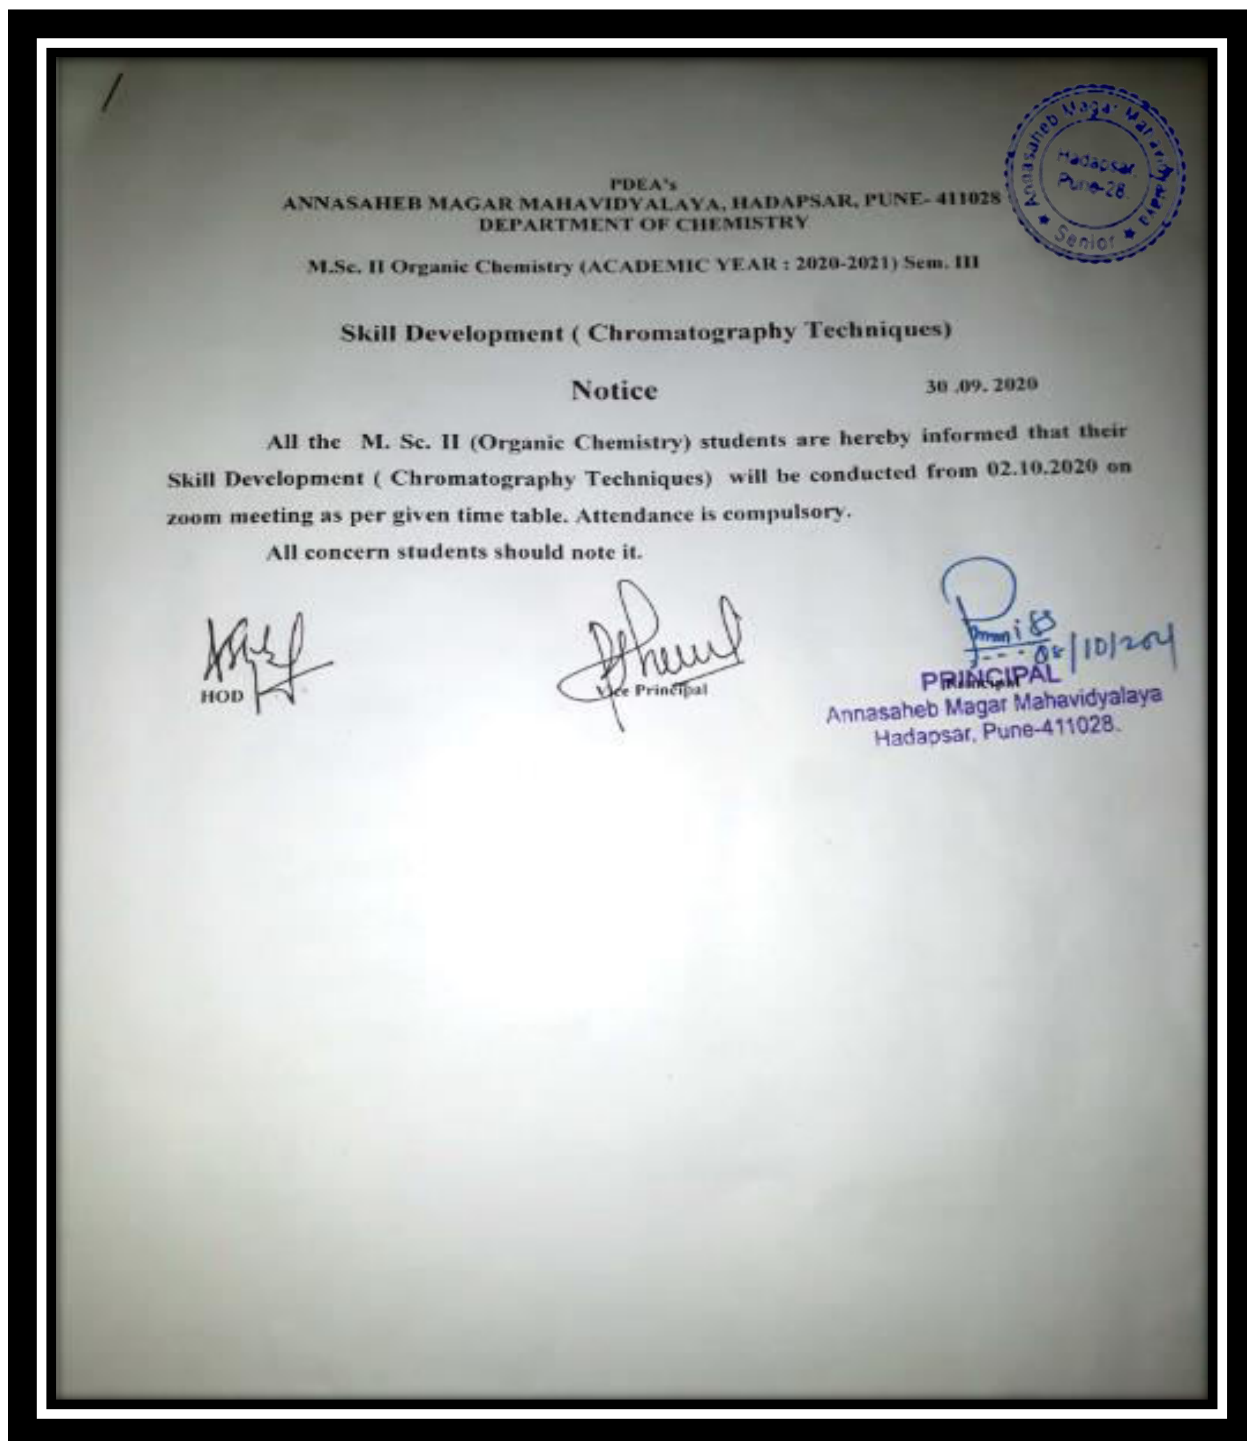 PDEA's
ANNASAHEB MAGAR MAHAVIDYALAYA, HADAPSAR, PUNE- 411028
DEPARTMENT OF CHEMISTRY
M.Sc. II Organic Chemistry (ACADEMIC YEAR : 2020-2021) Sem. III
Annasaheb Magar Mahavidyalaya
Hadapsar,
Pune-28.
★ Senior ★
Skill Development ( Chromatography Techniques)
Notice 30 .09. 2020
All the M. Sc. II (Organic Chemistry) students are hereby informed that their
Skill Development ( Chromatography Techniques) will be conducted from 02.10.2020 on
zoom meeting as per given time table. Attendance is compulsory.
All concern students should note it.
HOD
Vice Principal
Principal
PRINCIPAL
Annasaheb Magar Mahavidyalaya
Hadapsar, Pune-411028.